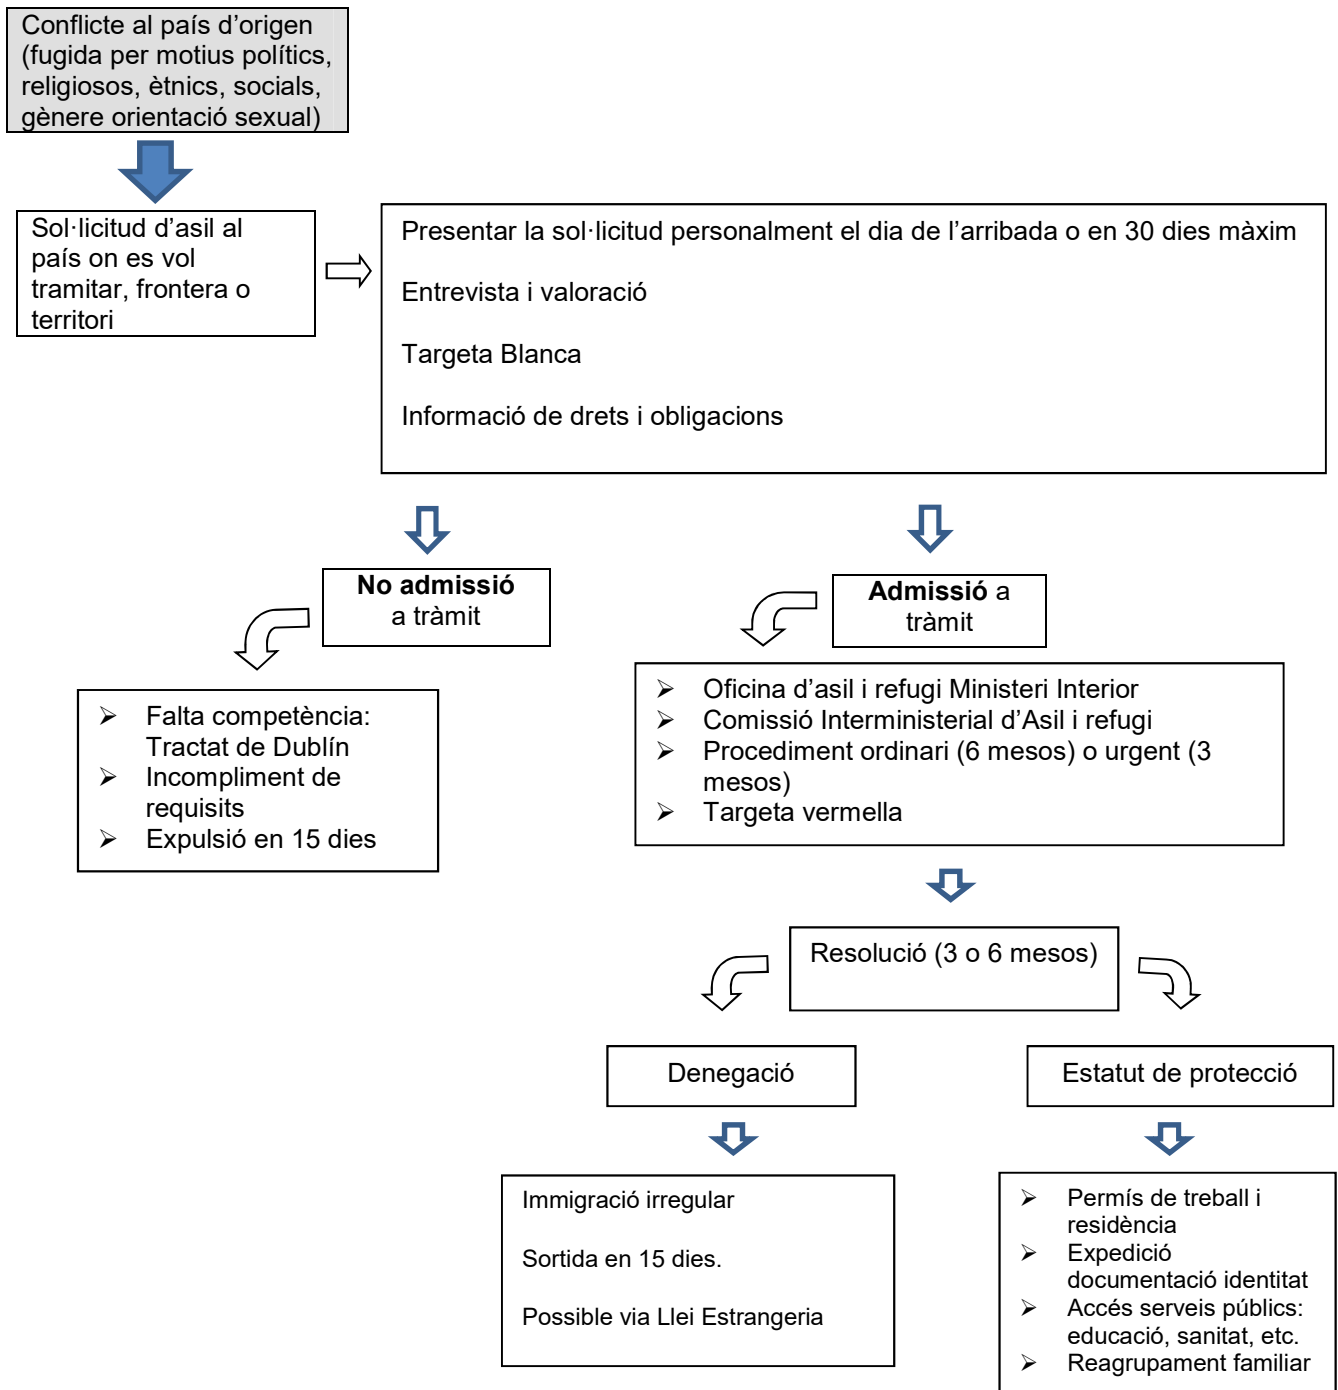 Conflicte al país d’origen
(fugida per motius polítics,
religiosos, ètnics, socials,
gènere orientació sexual)
Sol·licitud d’asil al
país on es vol
tramitar, frontera o
territori
Presentar la sol·licitud personalment el dia de l’arribada o en 30 dies màxim
Entrevista i valoració
Targeta Blanca
Informació de drets i obligacions
No admissió
a tràmit
Admissió a
tràmit
➢ Falta competència:
Tractat de Dublín
➢ Incompliment de
requisits
➢ Expulsió en 15 dies
➢ Oficina d’asil i refugi Ministeri Interior
➢ Comissió Interministerial d’Asil i refugi
➢ Procediment ordinari (6 mesos) o urgent (3
mesos)
➢ Targeta vermella
Resolució (3 o 6 mesos)
Denegació
Estatut de protecció
Immigració irregular
Sortida en 15 dies.
Possible via Llei Estrangeria
➢ Permís de treball i
residència
➢ Expedició
documentació identitat
➢ Accés serveis públics:
educació, sanitat, etc.
➢ Reagrupament familiar